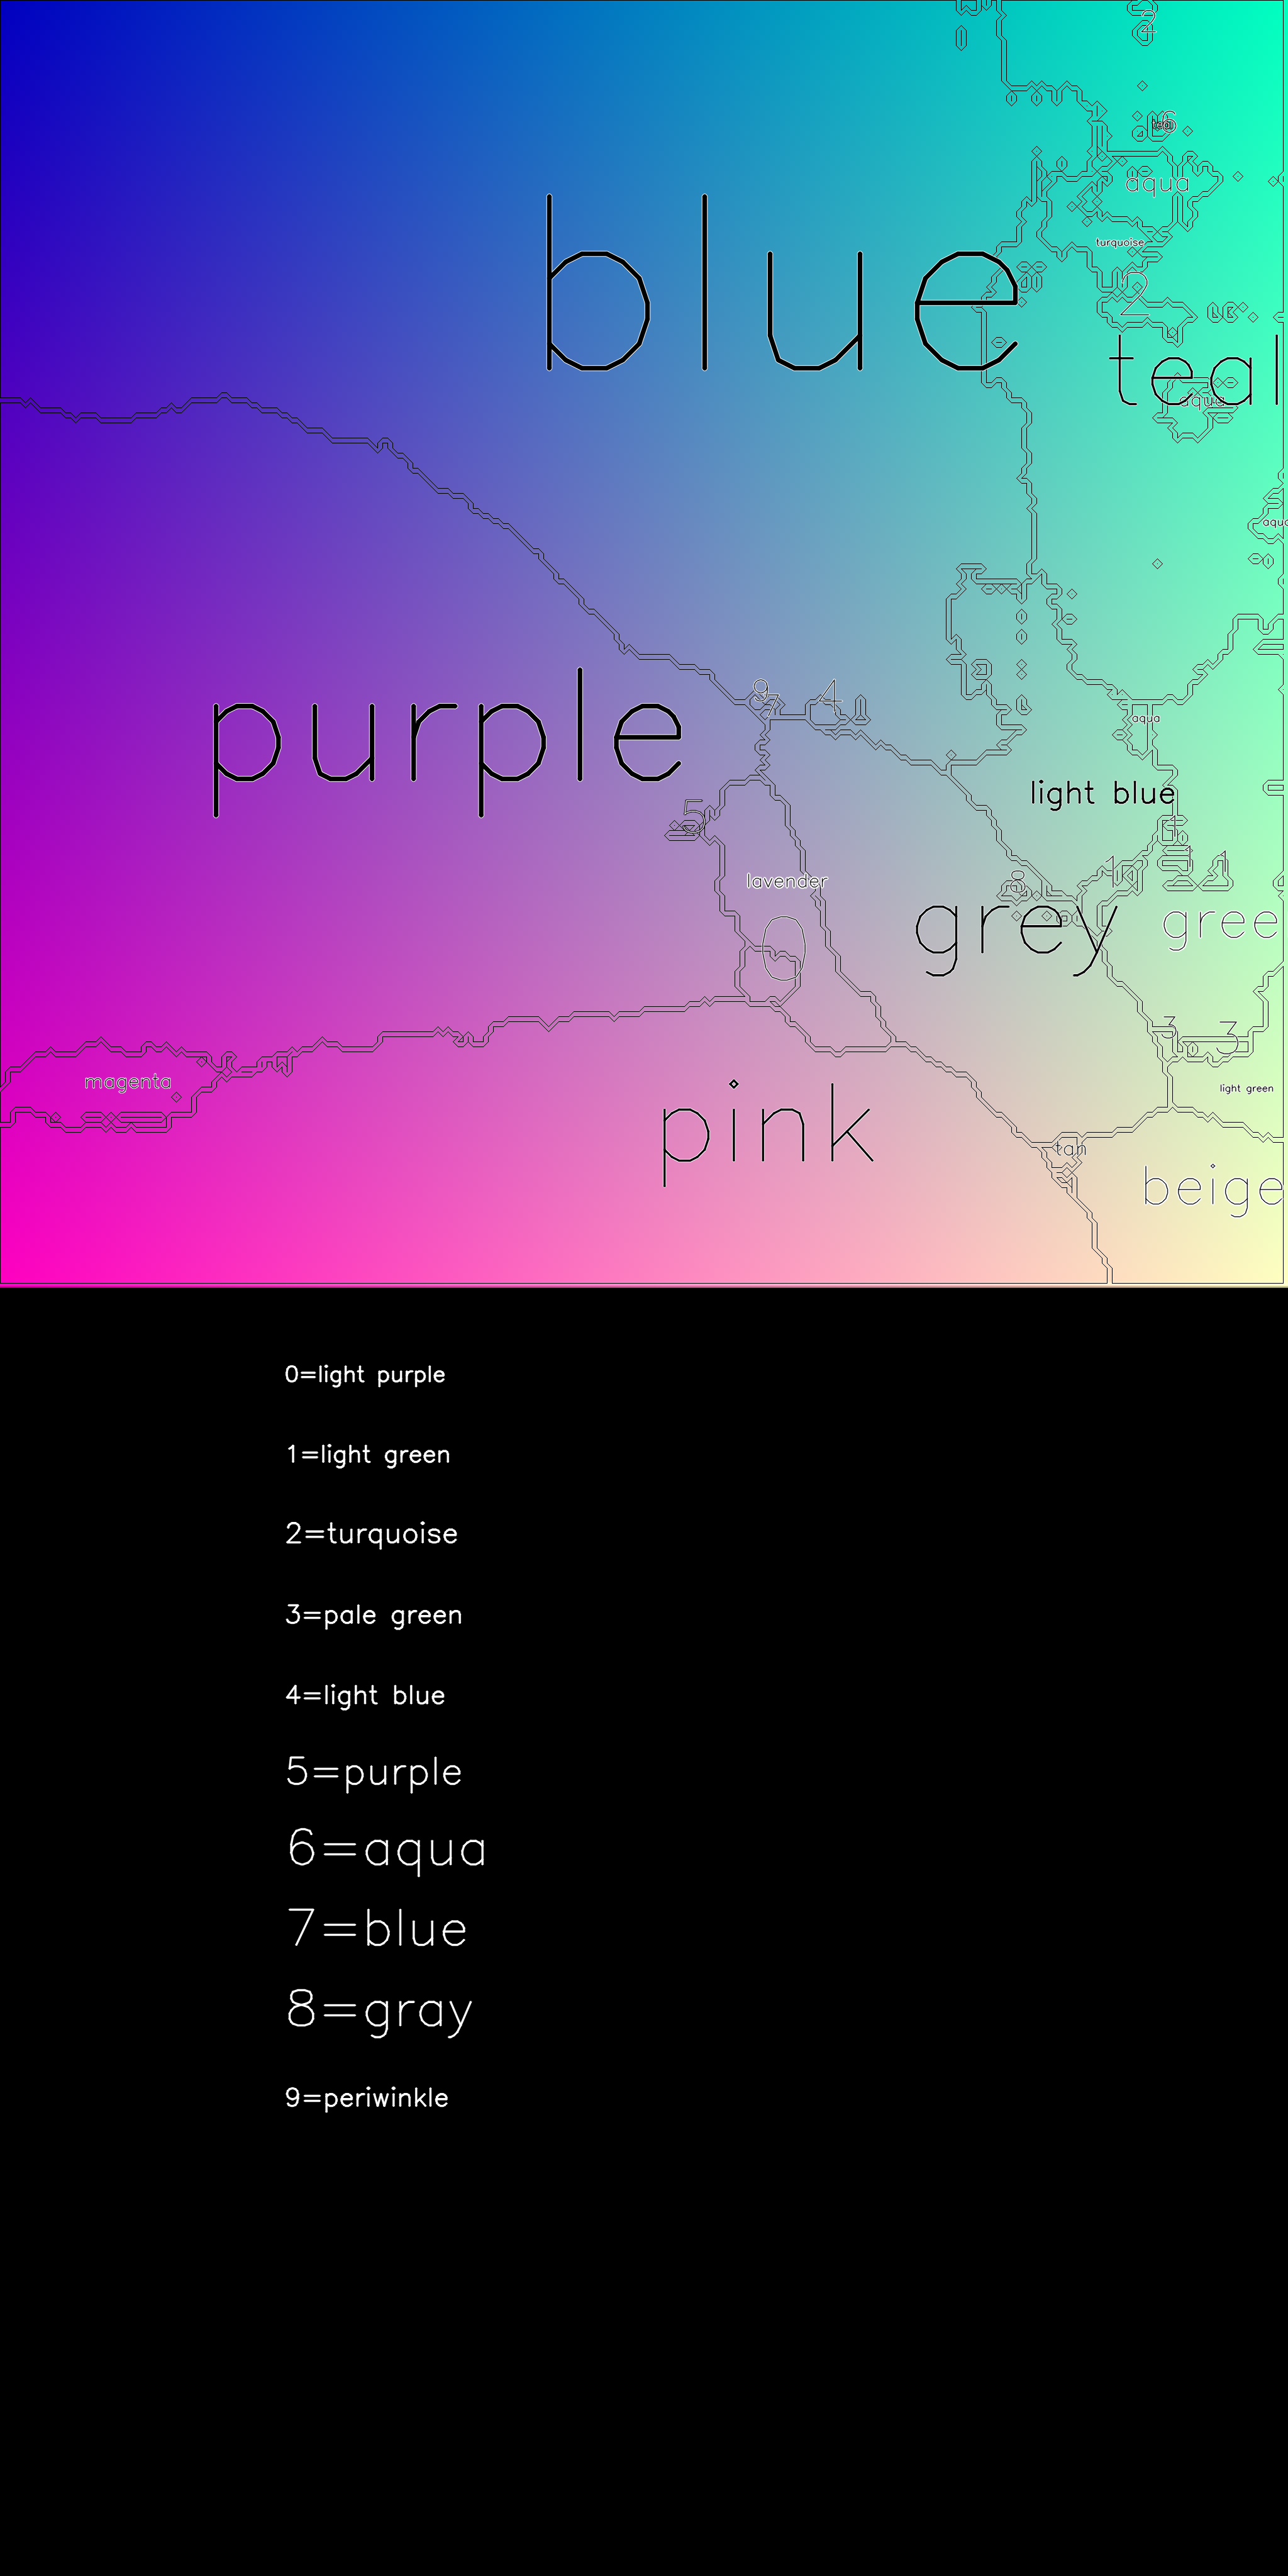 2
teal 6
aqua
turquoise
blue
2
teal
aqua
aqua
purple
9 7 4
aqua
light blue
5
1
1 1 1
lavender
8
grey
gree
0
3 3
magenta
light green
pink
tan
beige
0=light purple
1=light green
2=turquoise
3=pale green
4=light blue
5=purple
6=aqua
7=blue
8=gray
9=periwinkle